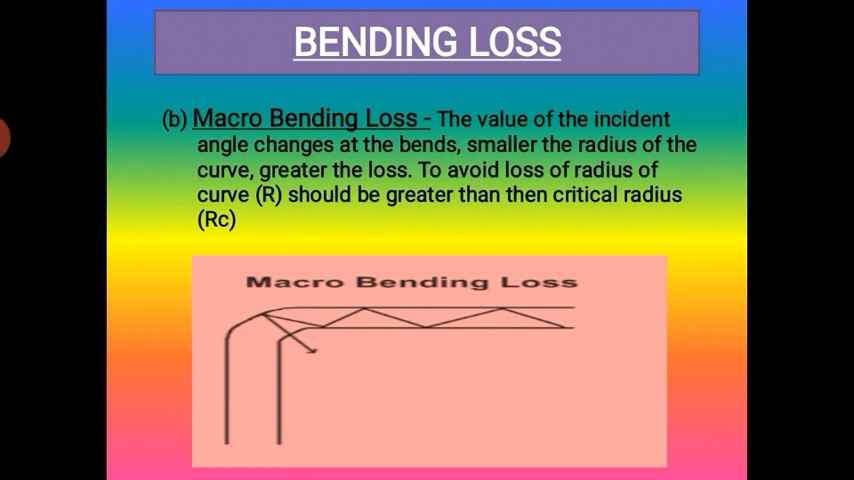 BENDING LOSS
(b) Macro Bending Loss - The value of the incident
angle changes at the bends, smaller the radius of the
curve, greater the loss. To avoid loss of radius of
curve (R) should be greater than then critical radius
(Rc)
Macro Bending Loss